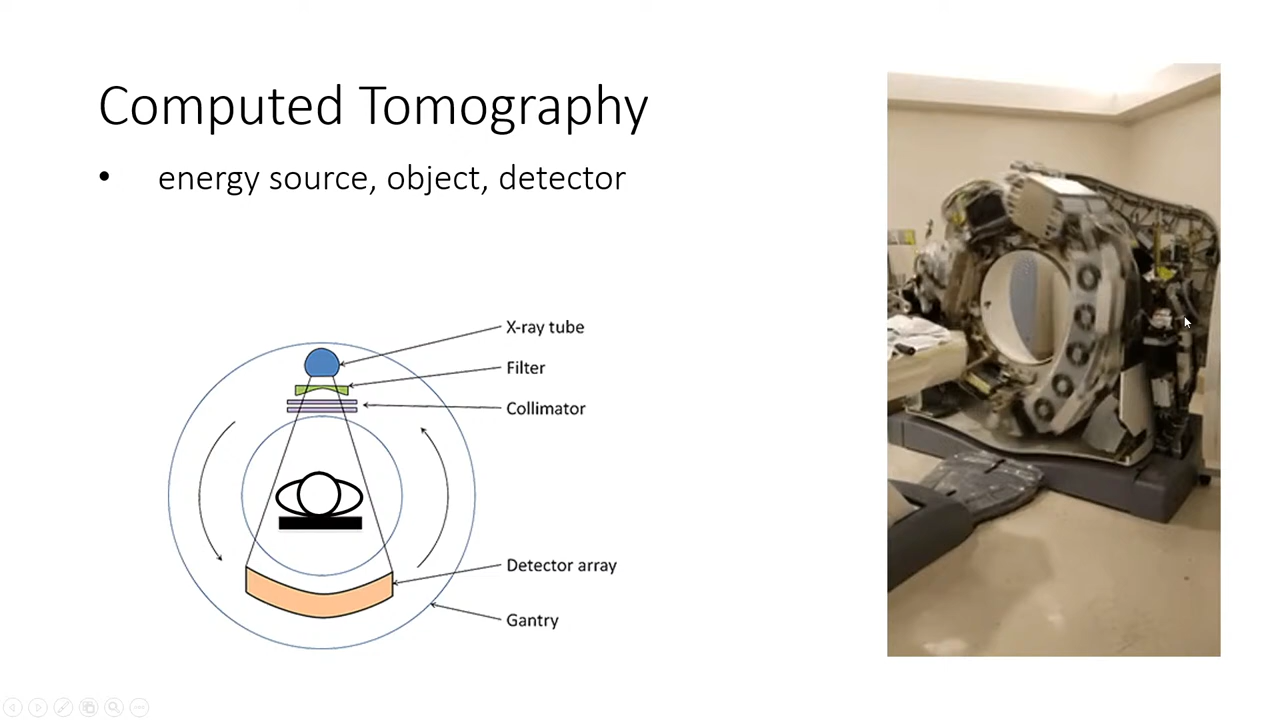 Computed Tomography
• energy source, object, detector
X-ray tube
Filter
Collimator
Detector array
Gantry